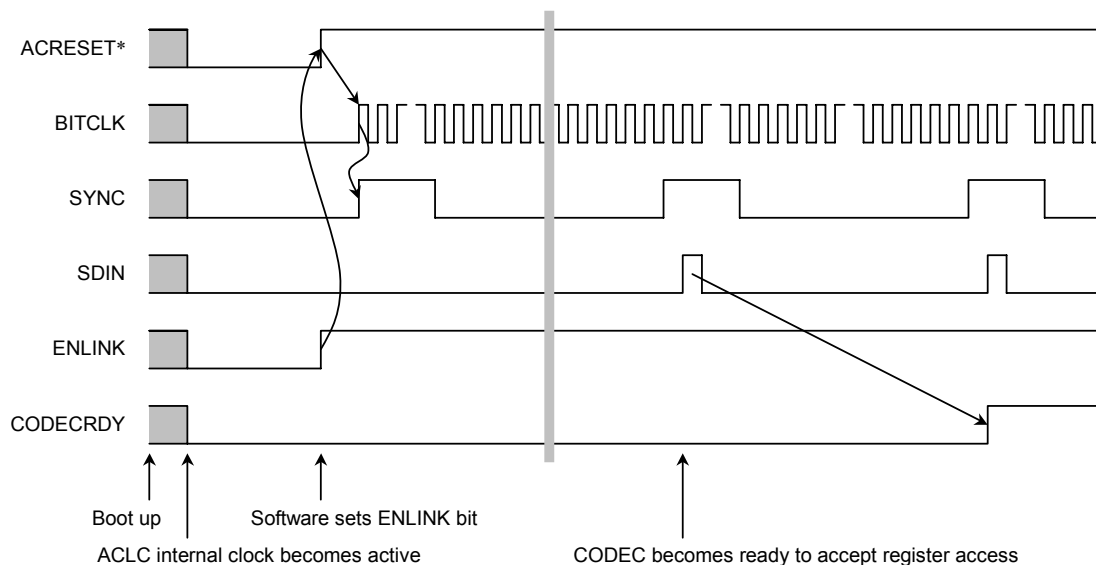 ACRESET*
BITCLK
SYNC
SDIN
ENLINK
CODECRDY
Boot up
Software sets ENLINK bit
ACLC internal clock becomes active
CODEC becomes ready to accept register access